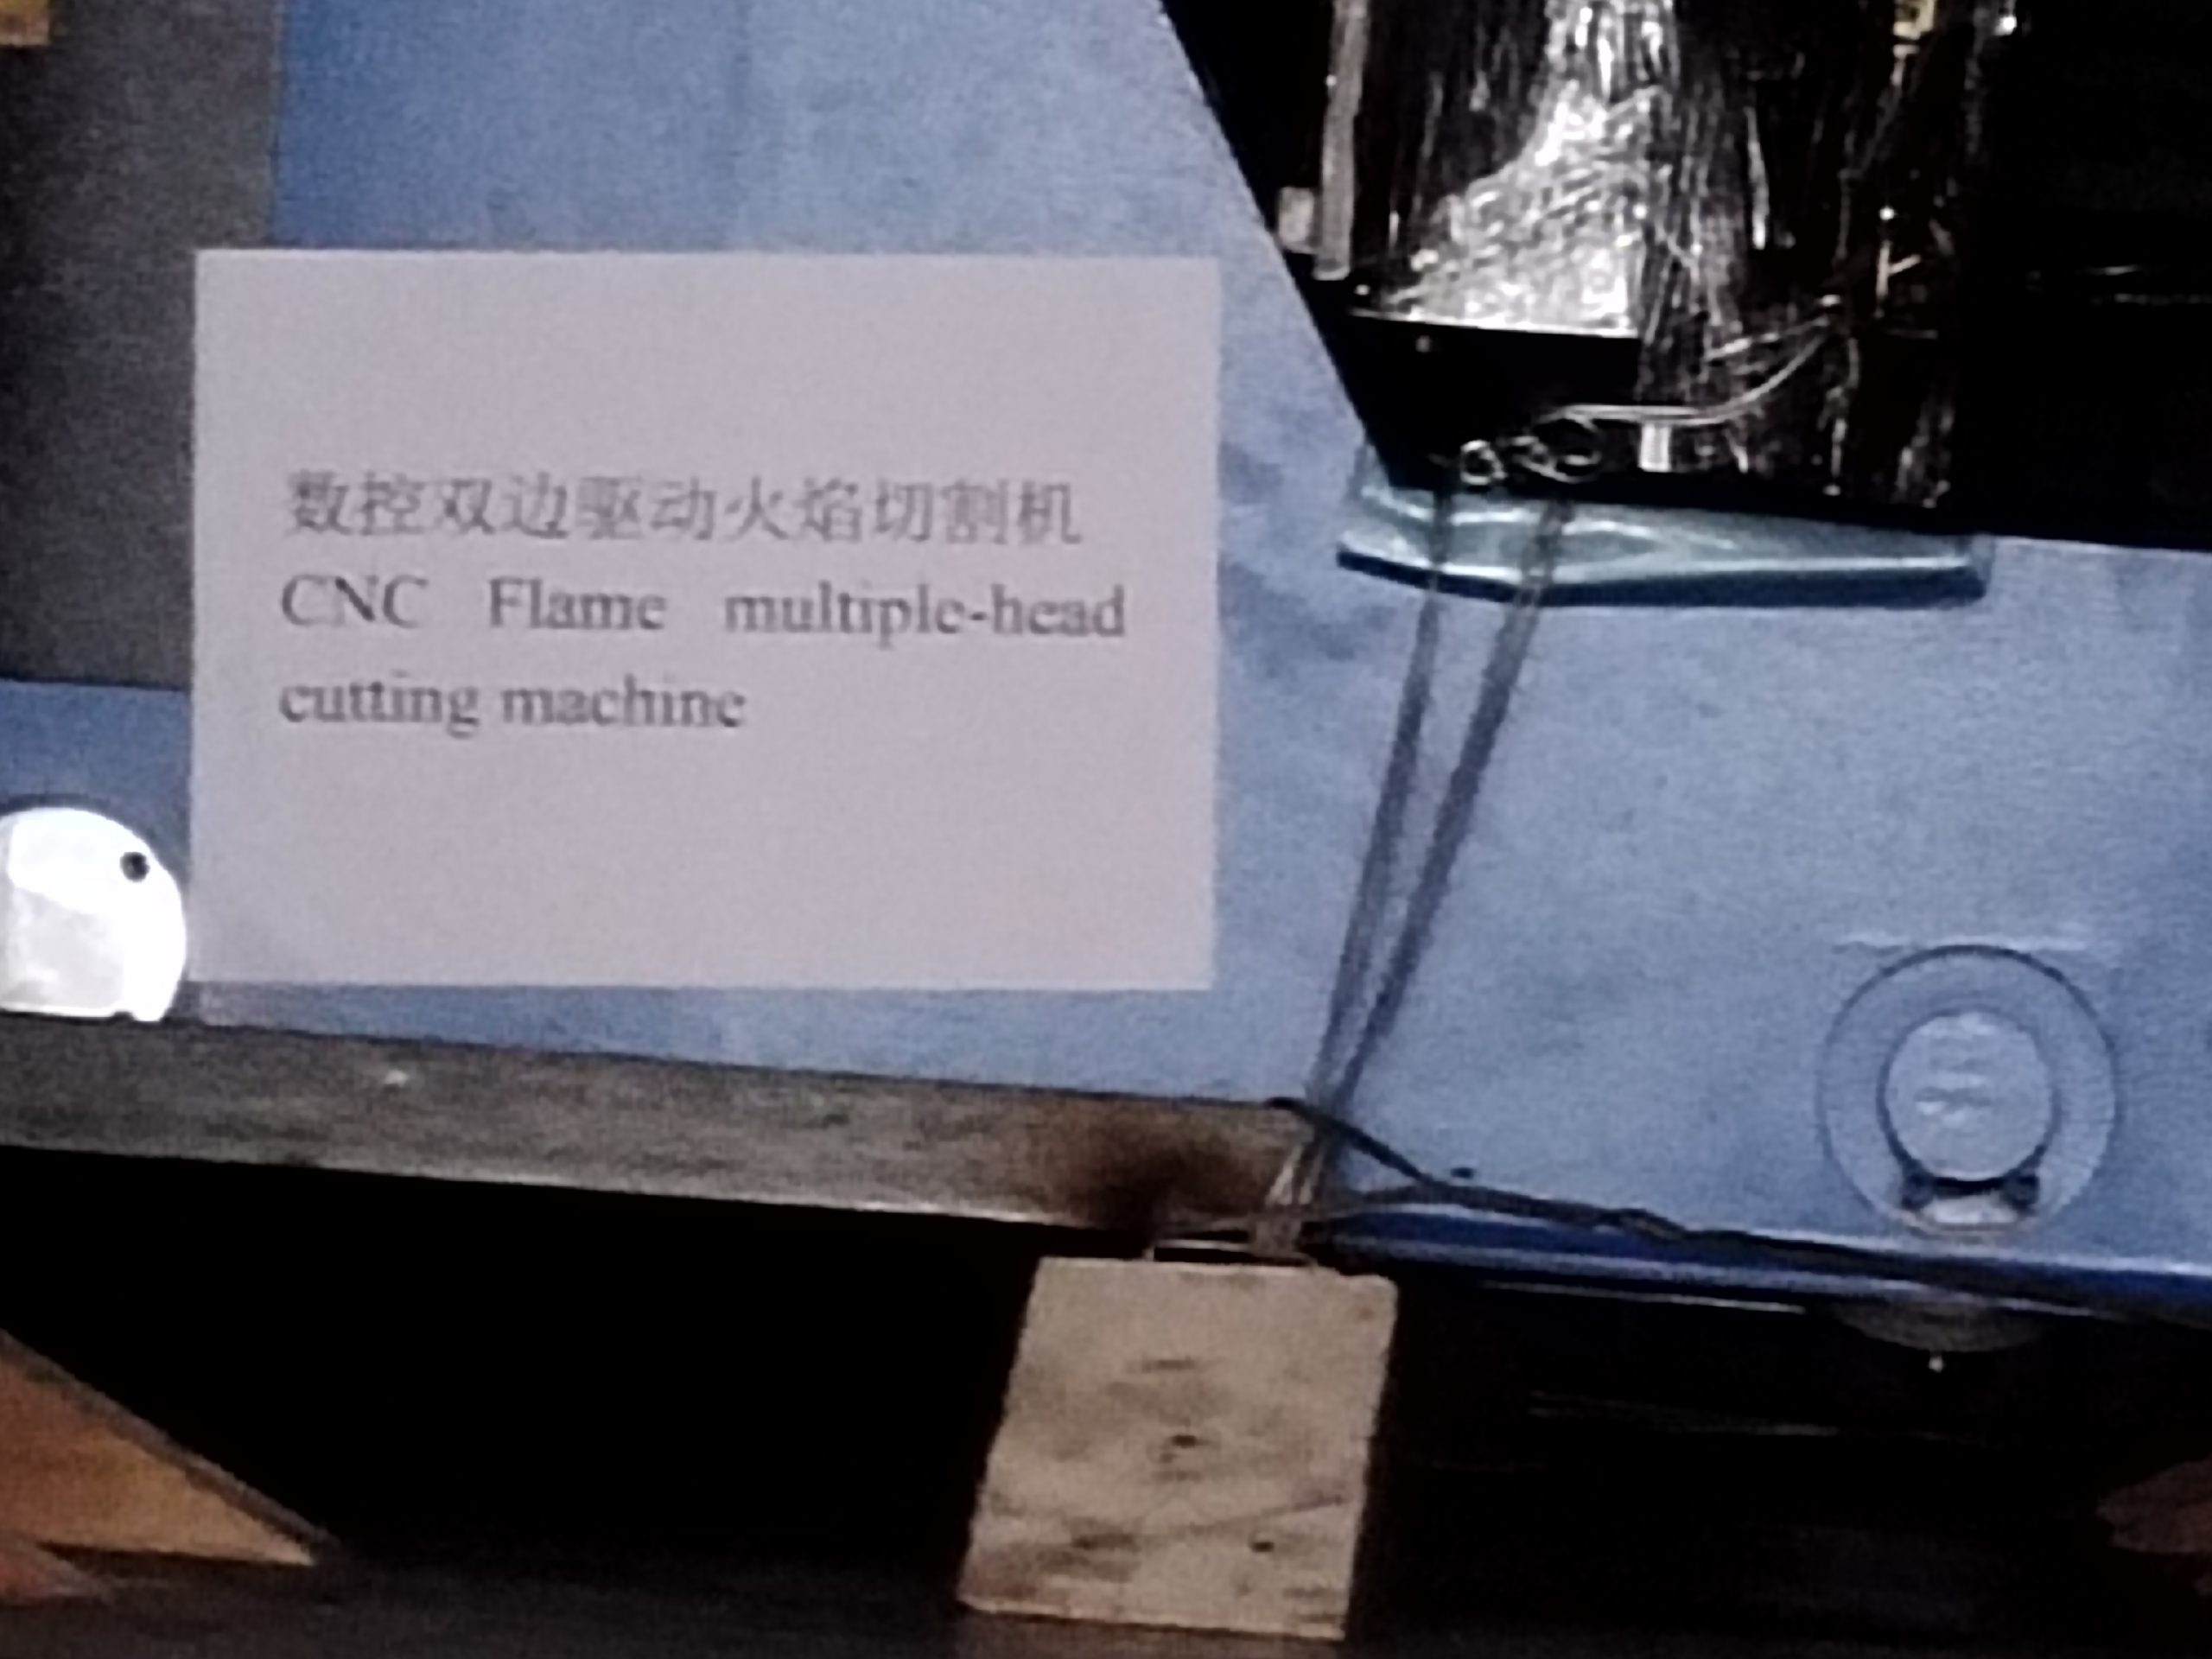 数控双边驱动火焰切割机
CNC Flame multiple-head
cutting machine